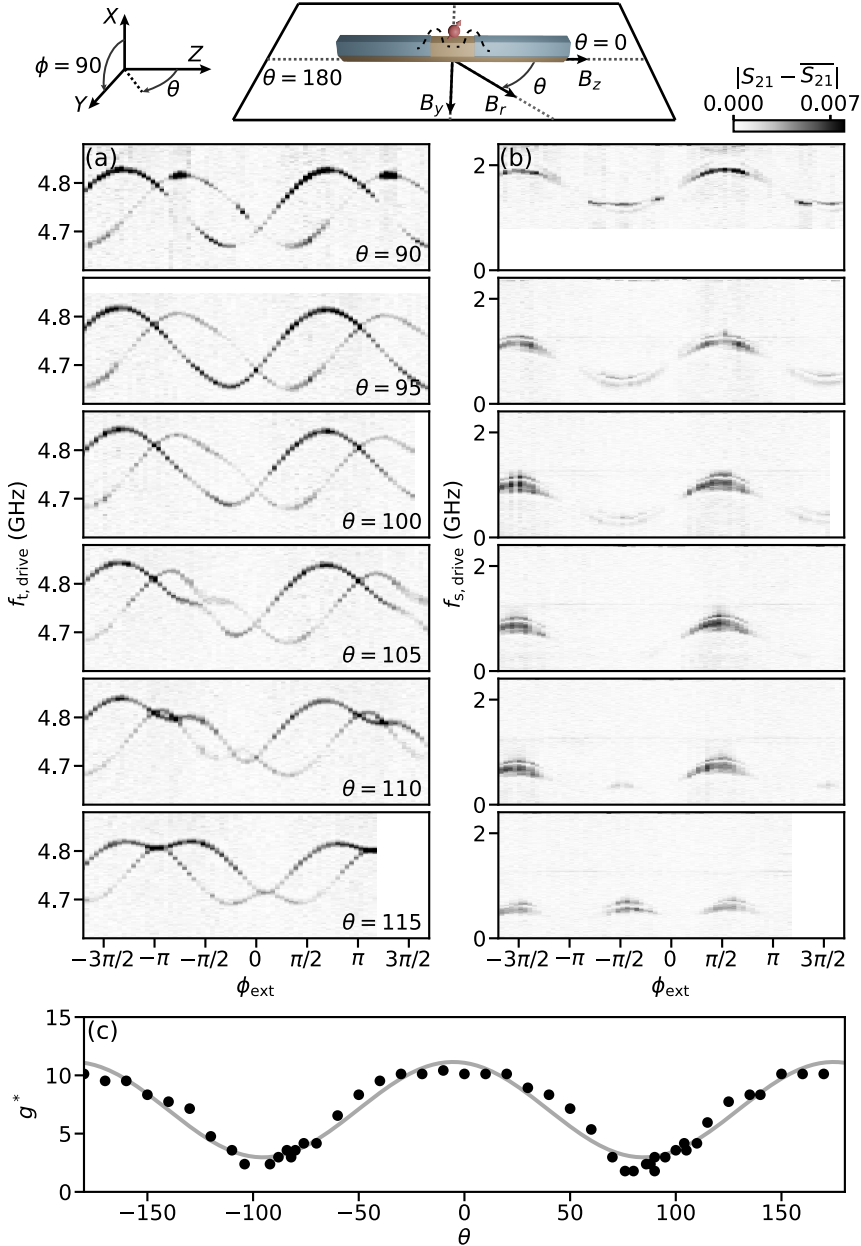 X
ϕ = 90
Z
Y
θ
θ = 180
θ = 0
θ
B_z
B_y
B_r
|S_21 − \overline{S_21}|
0.000 0.007
(a)
4.8
4.7
θ = 90
(b)
2
0
4.8
4.7
θ = 95
2
0
4.8
4.7
θ = 100
2
0
4.8
4.7
θ = 105
2
0
4.8
4.7
θ = 110
2
0
4.8
4.7
θ = 115
2
0
f_t,drive (GHz)
f_s,drive (GHz)
−3π/2 −π −π/2 0 π/2 π 3π/2
ϕ_ext
−3π/2 −π −π/2 0 π/2 π 3π/2
ϕ_ext
(c)
15
10
5
0
g*
−150 −100 −50 0 50 100 150
θ